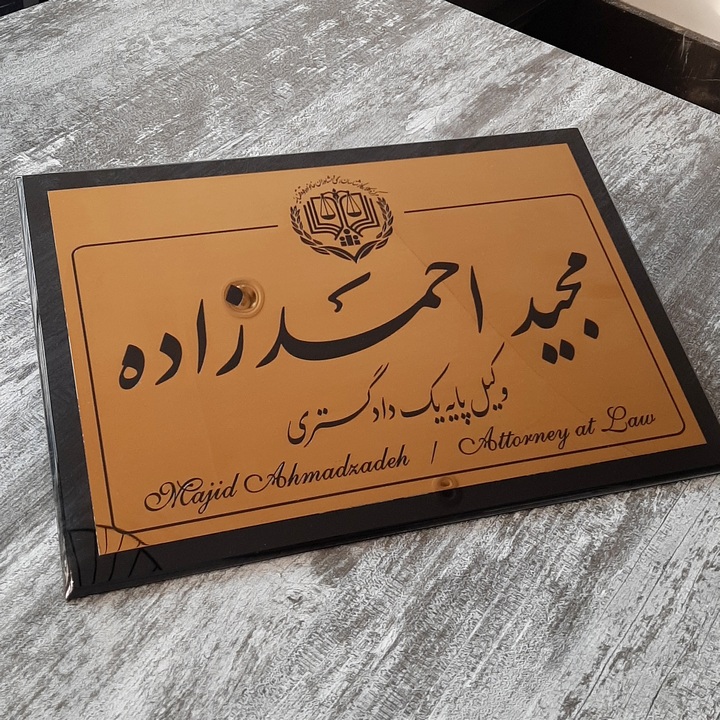 مجید احمدزاده
وکیل پایه یک دادگستری
Majid Ahmadzadeh / Attorney at Law